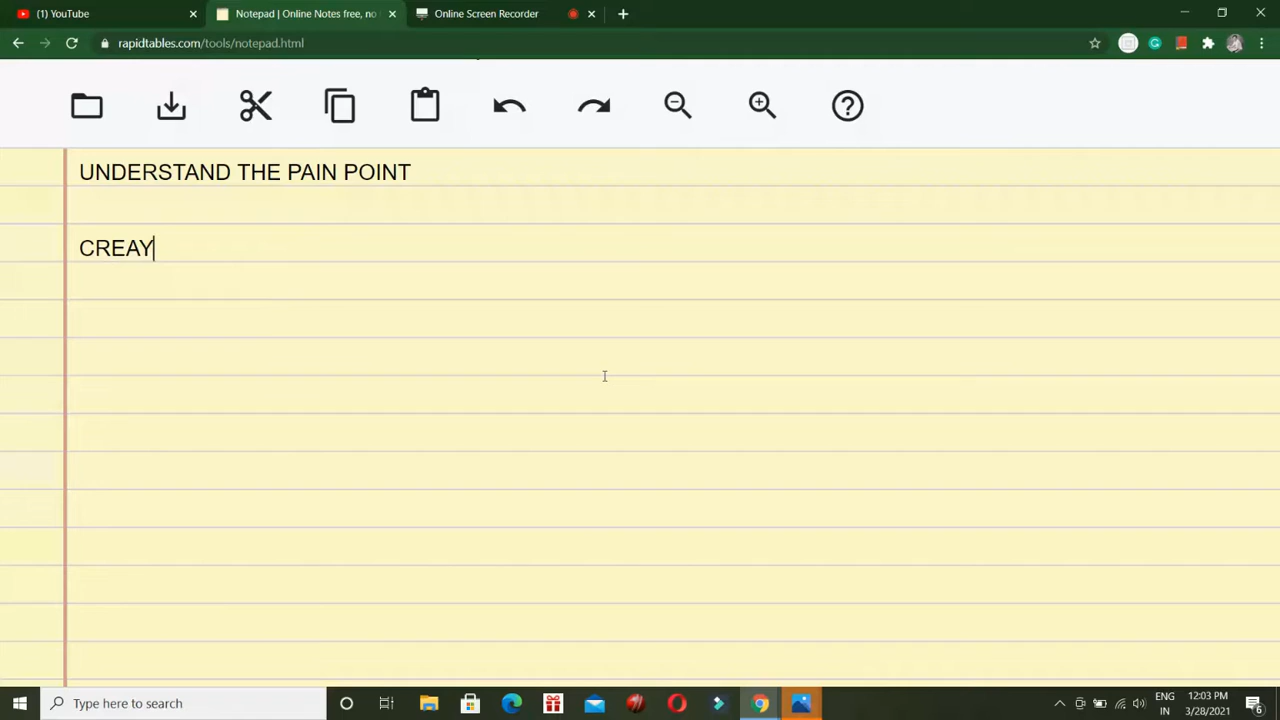 (1) YouTube
Notepad | Online Notes free, no
Online Screen Recorder
rapidtables.com/tools/notepad.html
UNDERSTAND THE PAIN POINT
CREAY
Type here to search
ENG
IN
12:03 PM
3/28/2021
6